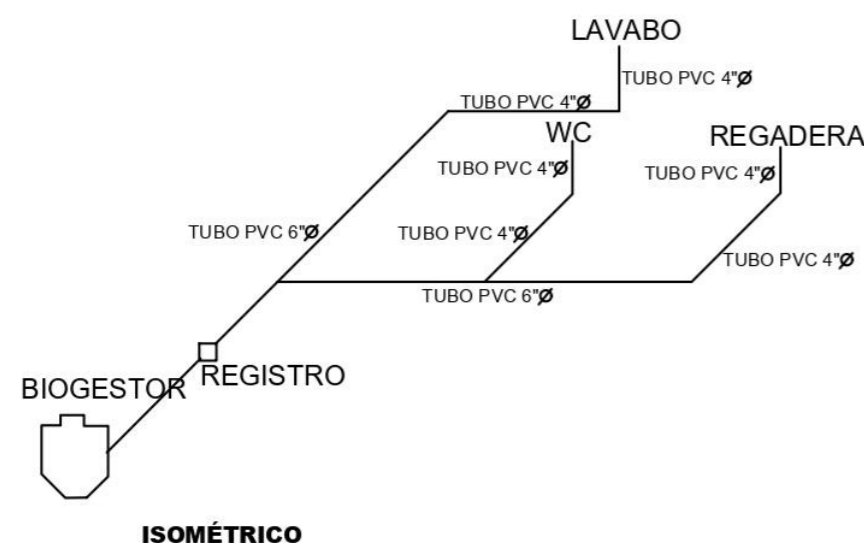 LAVABO
TUBO PVC 4"Ø
TUBO PVC 4"Ø
WC
REGADERA
TUBO PVC 4"Ø
TUBO PVC 4"Ø
TUBO PVC 6"Ø
TUBO PVC 4"Ø
TUBO PVC 4"Ø
TUBO PVC 6"Ø
REGISTRO
BIOGESTOR
ISOMÉTRICO